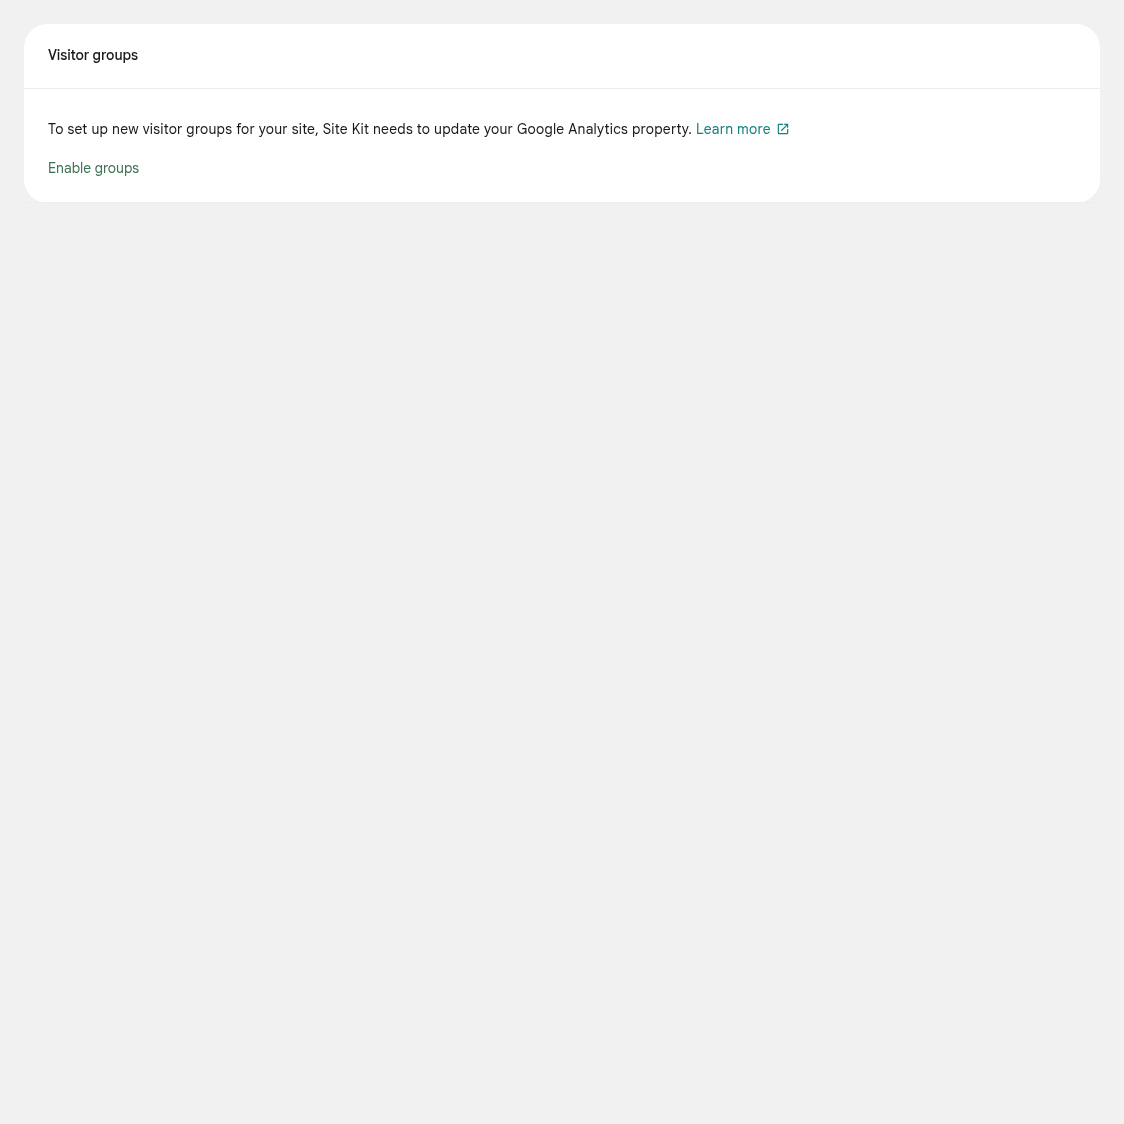 Visitor groups
To set up new visitor groups for your site, Site Kit needs to update your Google Analytics property. Learn more
Enable groups